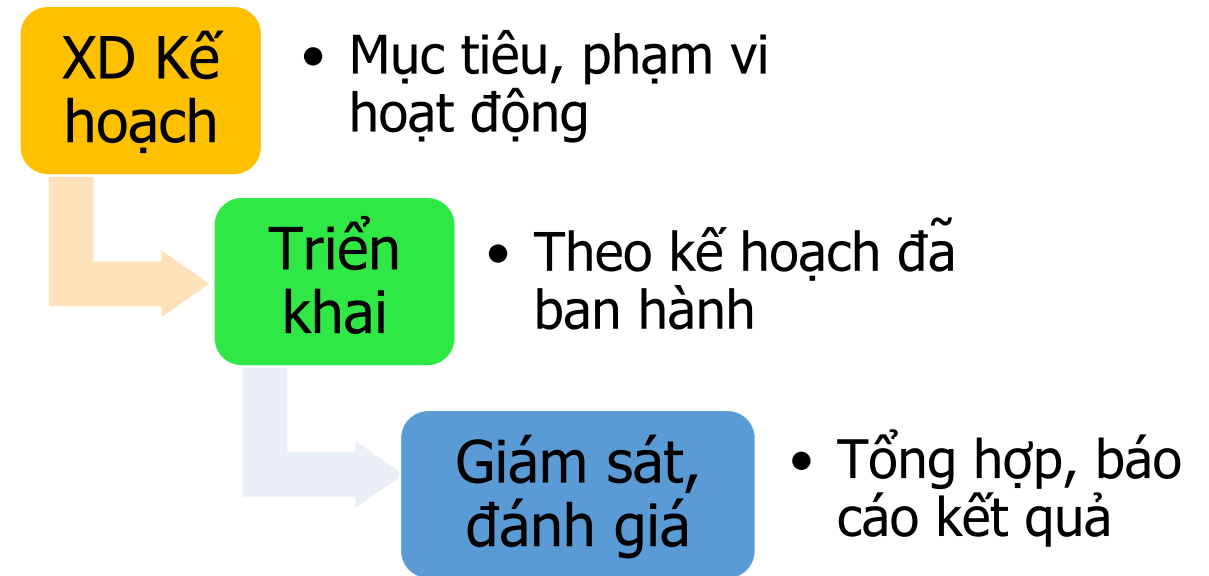 XD Kế
hoạch
• Mục tiêu, phạm vi
hoạt động
Triển
khai
• Theo kế hoạch đã
ban hành
Giám sát,
đánh giá
• Tổng hợp, báo
cáo kết quả